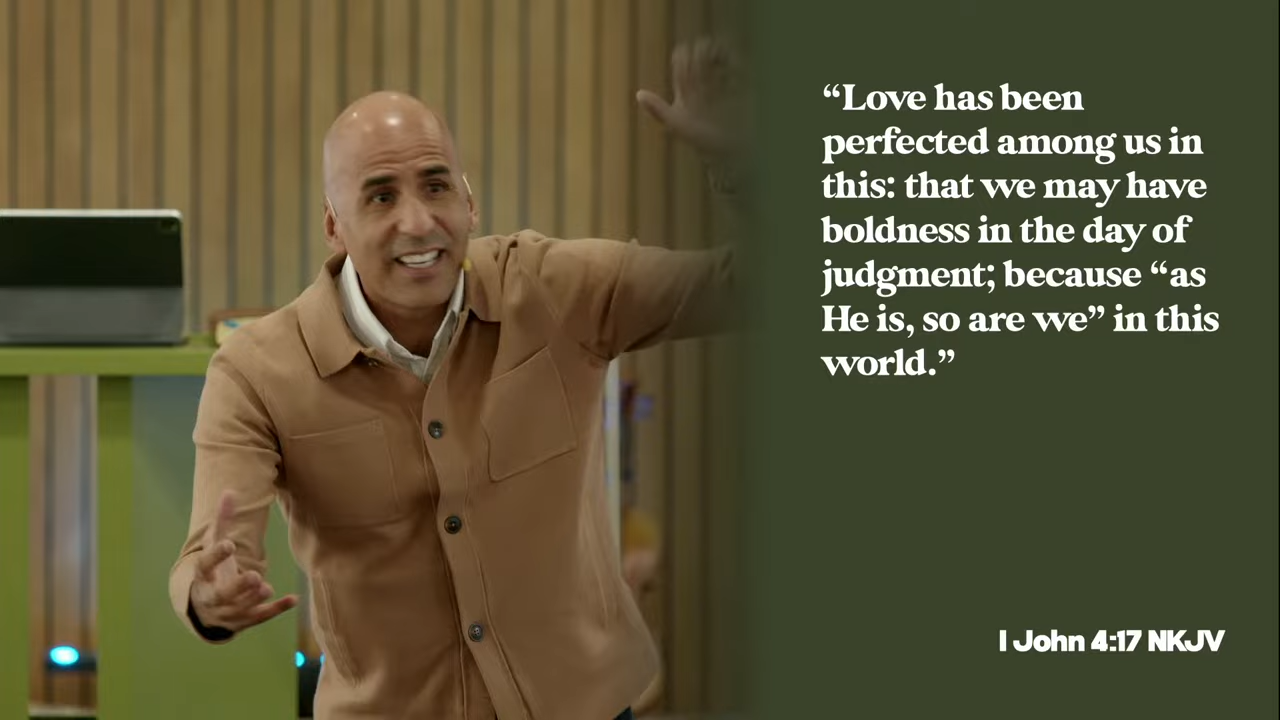 “Love has been
perfected among us in
this: that we may have
boldness in the day of
judgment; because “as
He is, so are we” in this
world.”
I John 4:17 NKJV